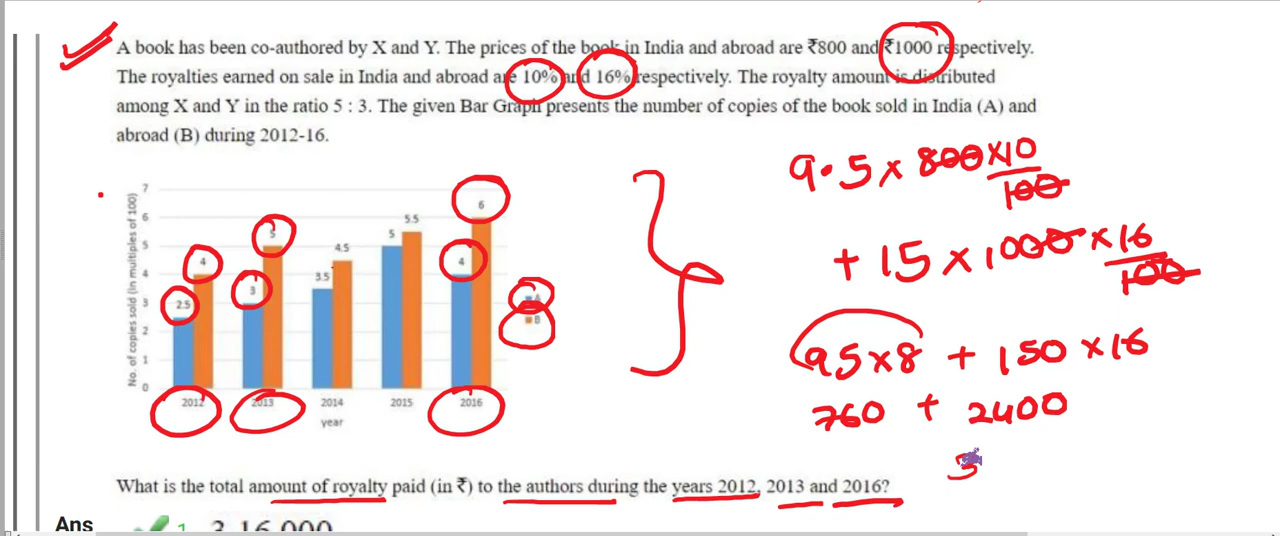 A book has been co-authored by X and Y. The prices of the book in India and abroad are ₹800 and ₹1000 respectively.
The royalties earned on sale in India and abroad are 10% and 16% respectively. The royalty amount is distributed
among X and Y in the ratio 5 : 3. The given Bar Graph presents the number of copies of the book sold in India (A) and
abroad (B) during 2012-16.
9.5 × 800 × 10
100
+ 15 × 1000 × 16
100
95 × 8 + 150 × 16
760 + 2400
3
No. of copies sold (in multiples of 100)
7
6
5
4
3
2
1
0
2.5 4
3 5
3.5 4.5
5 5.5
4 6
A
B
2012 2013 2014 2015 2016
year
What is the total amount of royalty paid (in ₹) to the authors during the years 2012, 2013 and 2016?
Ans 1 3,16,000